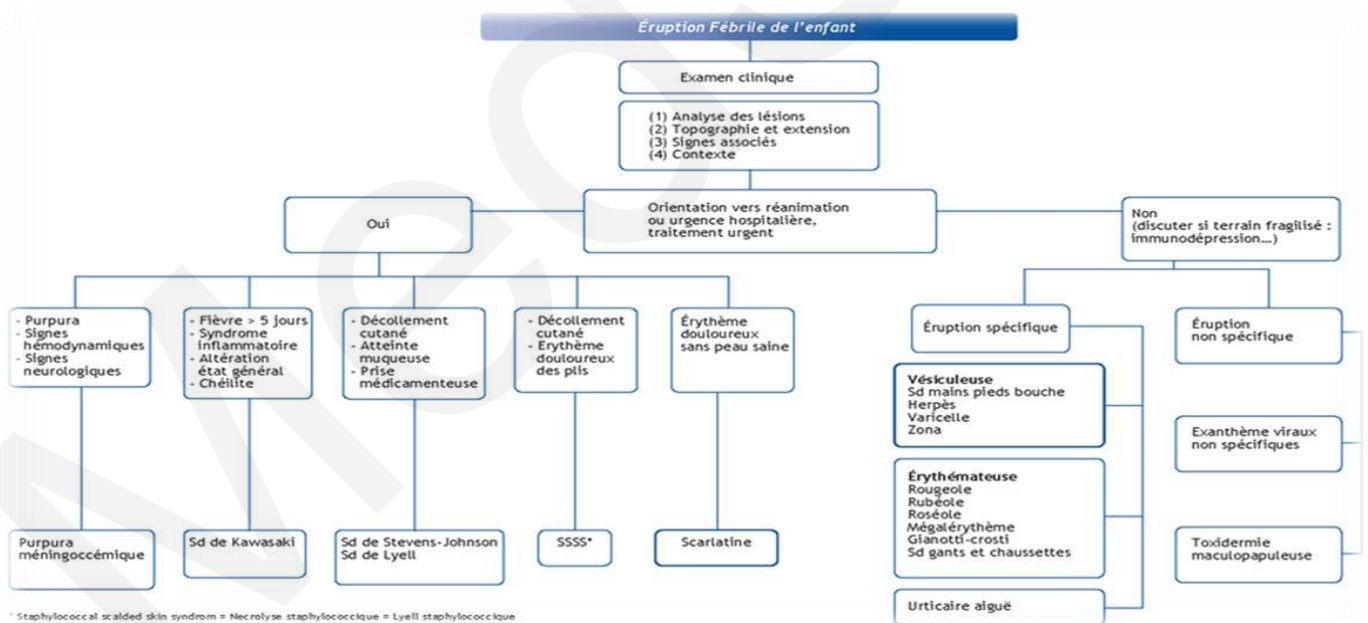 Éruption Fébrile de l'enfant
Examen clinique
(1) Analyse des lésions
(2) Topographie et extension
(3) Signes associés
(4) Contexte
Oui
Orientation vers réanimation
ou urgence hospitalière,
traitement urgent
Non
(discuter si terrain fragilisé :
immunodépression...)
- Purpura
- Signes
hémodynamiques
- Signes
neurologiques
- Fièvre > 5 jours
- Syndrome
inflammatoire
- Altération
état général
- Chéilite
- Décollement
cutané
- Atteinte
muqueuse
- Prise
médicamenteuse
- Décollement
cutané
- Erythème
douloureux
des plis
Érythème
douloureux
sans peau saine
Éruption spécifique
Éruption
non spécifique
Vésiculeuse
Sd mains pieds bouche
Herpès
Varicelle
Zona
Exanthème viraux
non spécifiques
Érythémateuse
Rougeole
Rubéole
Roséole
Mégalérythème
Gianotti-crosti
Sd gants et chaussettes
Toxidermie
maculopapuleuse
Urticaire aiguë
Purpura
méningoccémique
Sd de Kawasaki
Sd de Stevens-Johnson
Sd de Lyell
SSSS*
Scarlatine
* Staphylococcal scalded skin syndrom = Necrolyse staphylococcique = Lyell staphylococcique